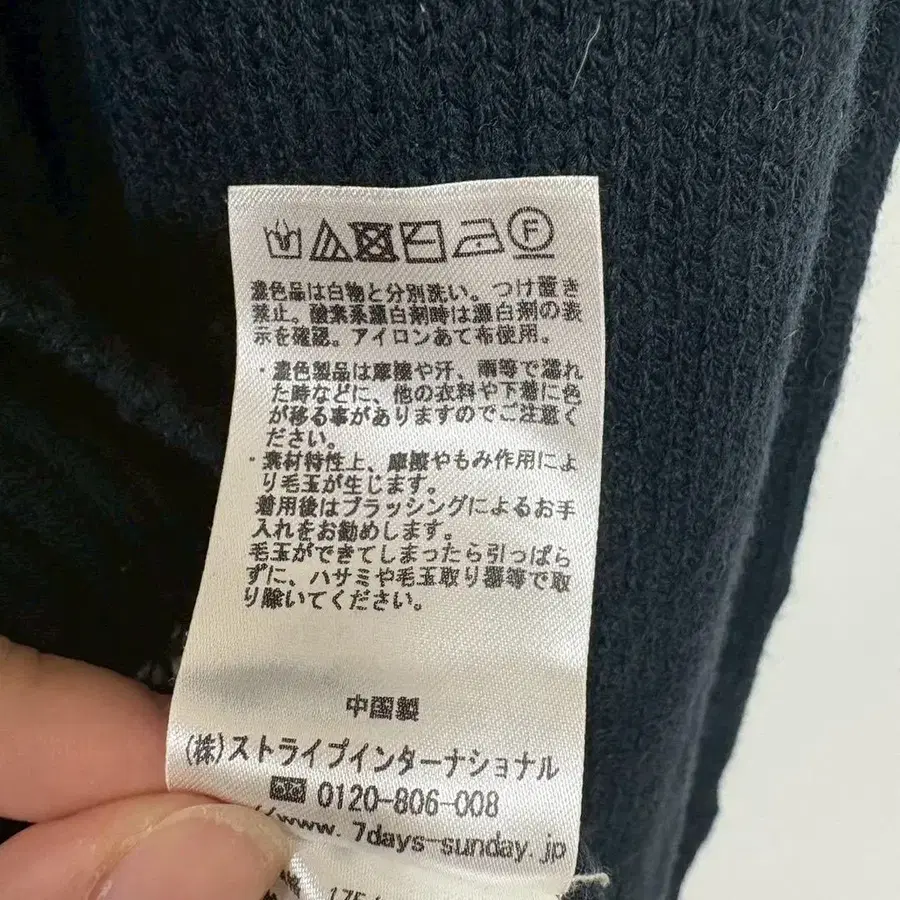 F
濃色品は白物と分別洗い。つけ置き
禁止。酸素系漂白剤時は漂白剤の表
示を確認。アイロンあて布使用。
・濃色製品は摩擦や汗、雨等で濡れ
た時などに、他の衣料や下着に色
が移る事がありますのでご注意く
ださい。
・素材特性上、摩擦やもみ作用によ
り毛玉が生じます。
着用後はブラッシングによるお手
入れをお勧めします。
毛玉ができてしまったら引っぱら
ずに、ハサミや毛玉取り器等で取
り除いてください。
中国製
(株)ストライプインターナショナル
0120-806-008
//www. 7days-sunday.jp